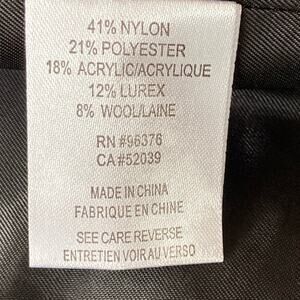 41% NYLON
21% POLYESTER
18% ACRYLIC/ACRYLIQUE
12% LUREX
8% WOOL/LAINE
RN #96376
CA #52039
MADE IN CHINA
FABRIQUE EN CHINE
SEE CARE REVERSE
ENTRETIEN VOIR AU VERSO